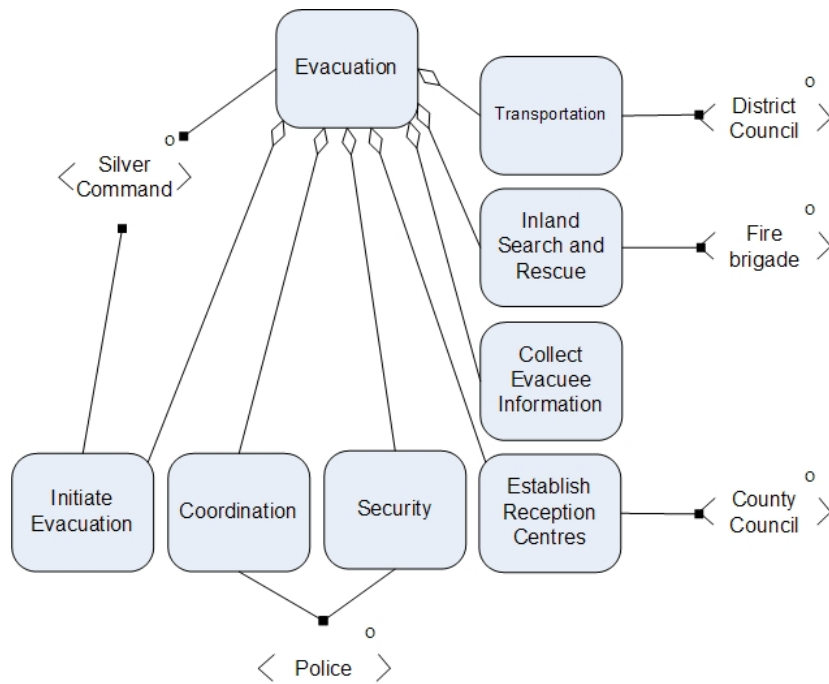 Evacuation
Transportation
o
District
Council
o
Silver
Command
Inland
Search and
Rescue
o
Fire
brigade
Collect
Evacuee
Information
Initiate
Evacuation
Coordination
Security
Establish
Reception
Centres
o
County
Council
o
Police